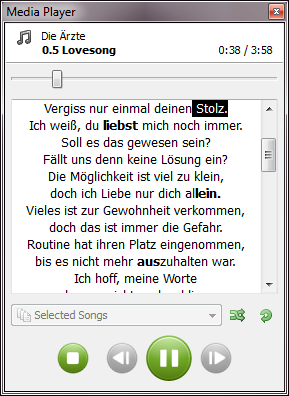 Media Player
Die Ärzte
0.5 Lovesong
0:38 / 3:58
Vergiss nur einmal deinen Stolz.
Ich weiß, du liebst mich noch immer.
Soll es das gewesen sein?
Fällt uns denn keine Lösung ein?
Die Möglichkeit ist viel zu klein,
doch ich Liebe nur dich allein.
Vieles ist zur Gewohnheit verkommen,
doch das ist immer die Gefahr.
Routine hat ihren Platz eingenommen,
bis es nicht mehr auszuhalten war.
Ich hoff, meine Worte
Selected Songs